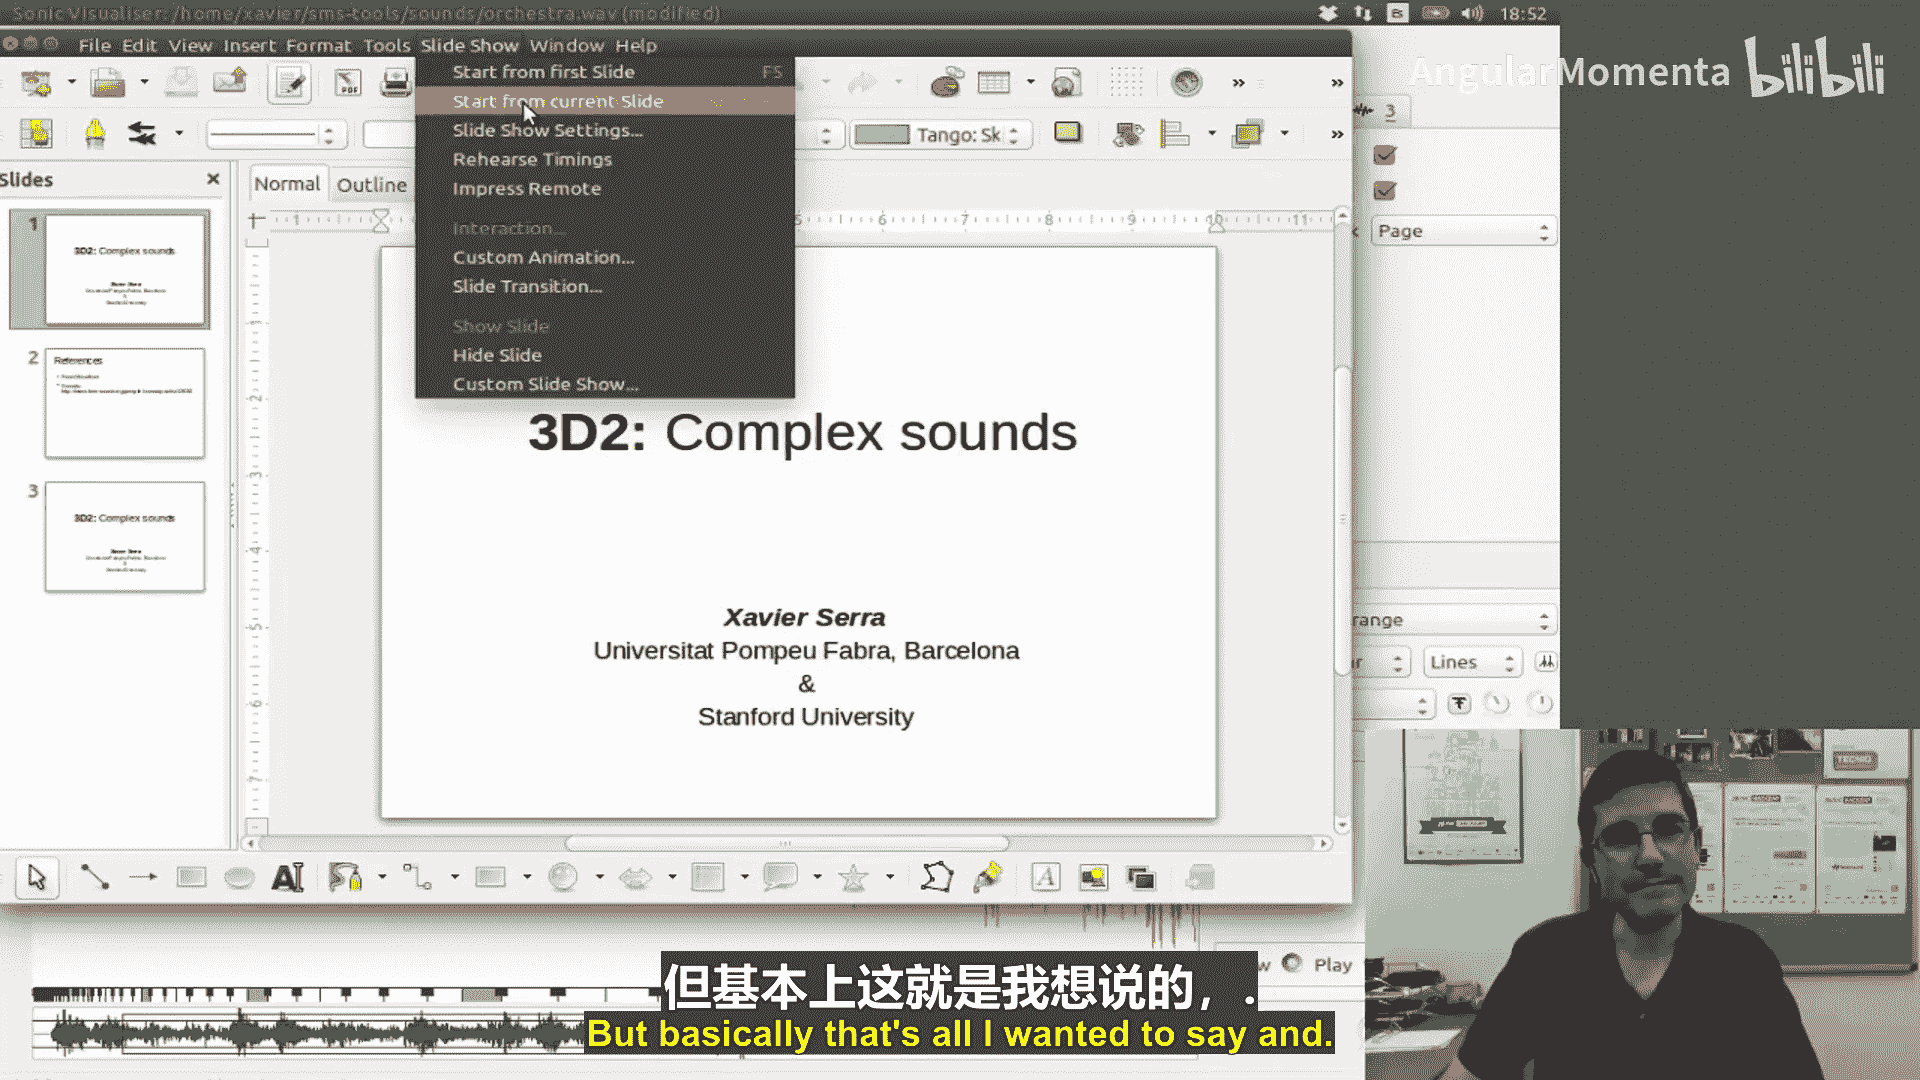 Sonic Visualiser: /home/xavier/sms-tools/sounds/orchestra.wav (modified)
18:52
File Edit View Insert Format Tools Slide Show Window Help
AngularMomenta bilibili
Start from first Slide F5
Start from current Slide
Slide Show Settings...
Rehearse Timings
Impress Remote
Interaction...
Custom Animation...
Slide Transition...
Show Slide
Hide Slide
Custom Slide Show...
PDF
Tango: Sk
3
Slides
Normal Outline
Page
1
3D2: Complex sounds
2
References
3
3D2: Complex sounds
3D2: Complex sounds
Xavier Serra
Universitat Pompeu Fabra, Barcelona
&
Stanford University
Lines
Play
但基本上这就是我想说的，.
But basically that's all I wanted to say and.